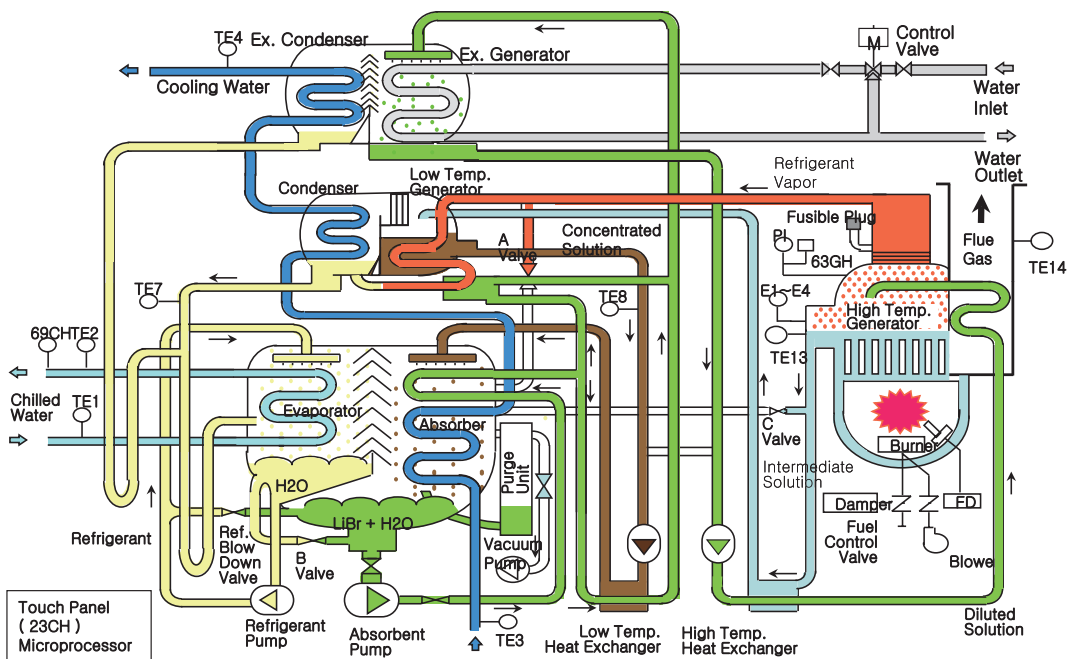 TE4
Ex. Condenser
Ex. Generator
M
Control
Valve
Cooling Water
Water
Inlet
Water
Outlet
Condenser
Low Temp.
Generator
Refrigerant
Vapor
Fusible Plug
PI
63GH
Flue
Gas
TE14
A
Valve
Concentrated
Solution
TE7
TE8
E1~E4
High Temp.
Generator
TE13
69CHTE2
Chilled
Water
TE1
Evaporator
Absorber
C
Valve
Burner
Intermediate
Solution
Purge
Unit
H2O
LiBr + H2O
Damper
FD
Fuel
Control
Valve
Blowe
Refrigerant
Ref.
Blow
Down
Valve
B
Valve
Vacuum
Pump
Touch Panel
( 23CH )
Microprocessor
Refrigerant
Pump
Absorbent
Pump
TE3
Low Temp.
Heat Exchanger
High Temp.
Heat Exchanger
Diluted
Solution